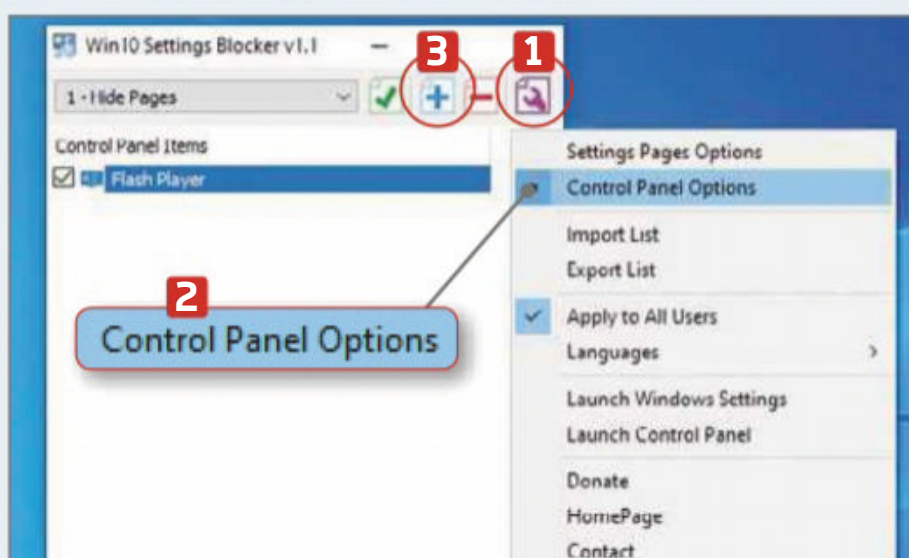 Win10 Settings Blocker v1.1
3
1
1 - Hide Pages
Control Panel Items
Flash Player
Settings Pages Options
Control Panel Options
Import List
Export List
2
Control Panel Options
Apply to All Users
Languages
Launch Windows Settings
Launch Control Panel
Donate
HomePage
Contact